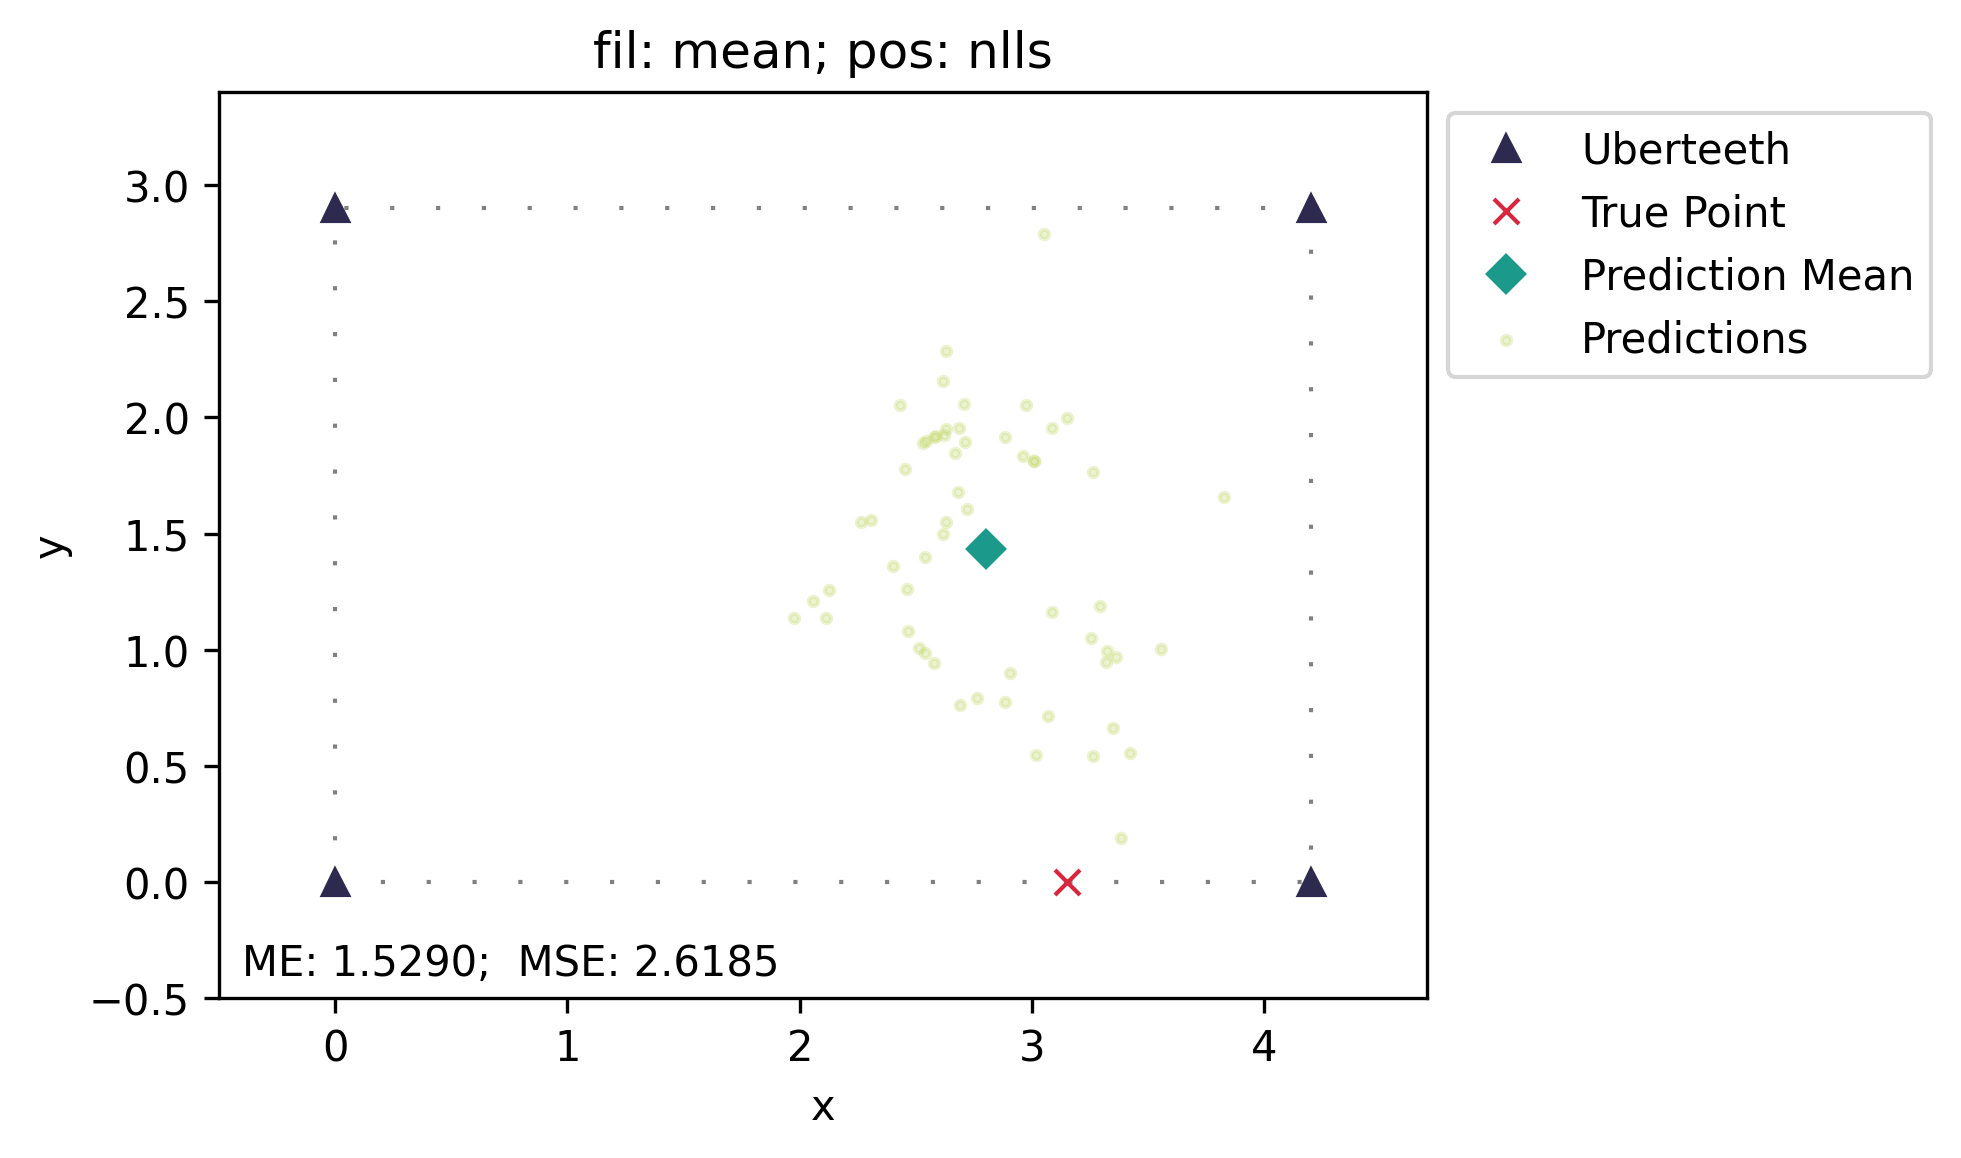 fil: mean; pos: nlls
3.0
2.5
2.0
1.5
1.0
0.5
0.0
−0.5
y
0 1 2 3 4
x
ME: 1.5290;  MSE: 2.6185
Uberteeth
True Point
Prediction Mean
Predictions